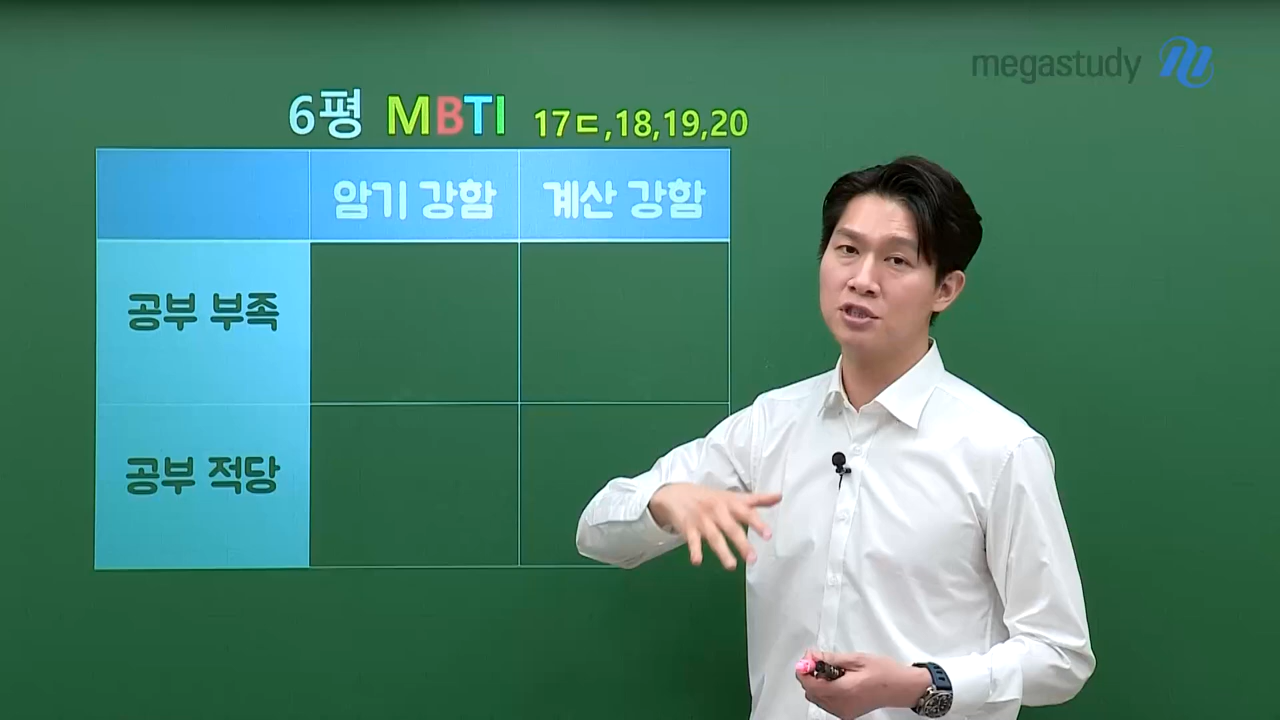 megastudy
6평 MBTI 17ㄷ,18,19,20
암기 강함 계산 강함
공부 부족
공부 적당